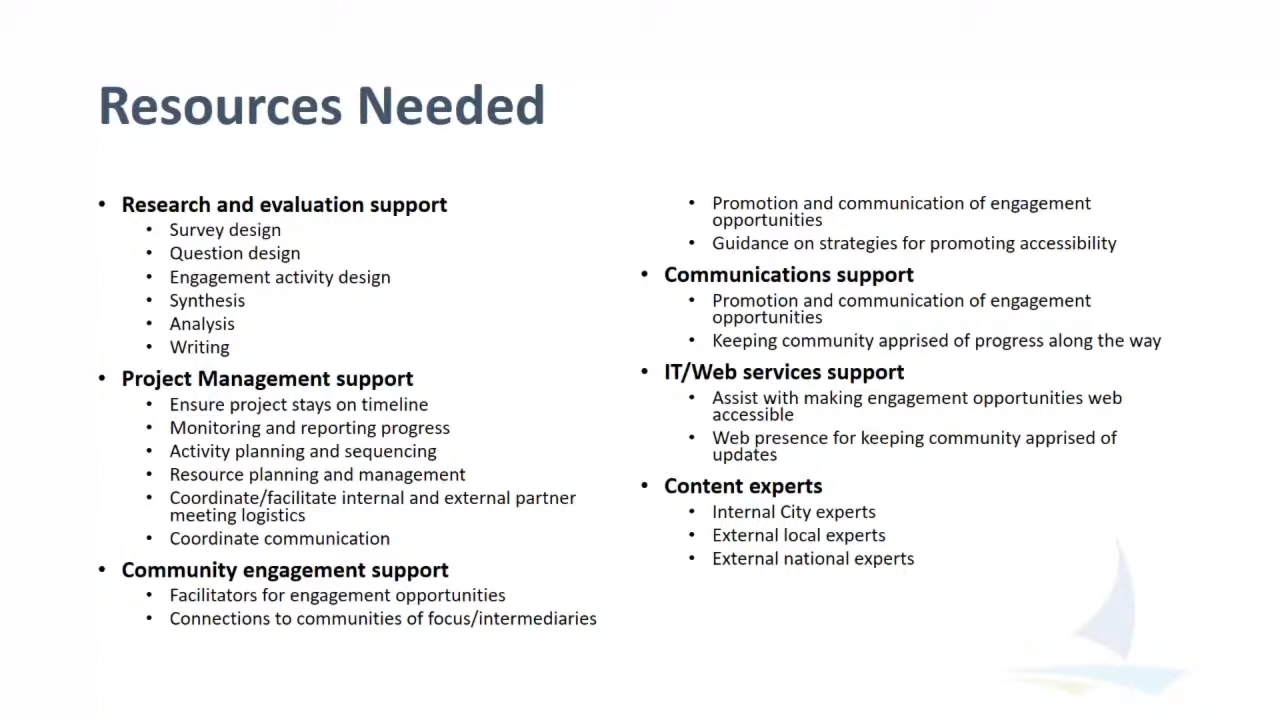 Resources Needed
• Research and evaluation support
• Survey design
• Question design
• Engagement activity design
• Synthesis
• Analysis
• Writing
• Project Management support
• Ensure project stays on timeline
• Monitoring and reporting progress
• Activity planning and sequencing
• Resource planning and management
• Coordinate/facilitate internal and external partner
meeting logistics
• Coordinate communication
• Community engagement support
• Facilitators for engagement opportunities
• Connections to communities of focus/intermediaries
• Promotion and communication of engagement
opportunities
• Guidance on strategies for promoting accessibility
• Communications support
• Promotion and communication of engagement
opportunities
• Keeping community apprised of progress along the way
• IT/Web services support
• Assist with making engagement opportunities web
accessible
• Web presence for keeping community apprised of
updates
• Content experts
• Internal City experts
• External local experts
• External national experts